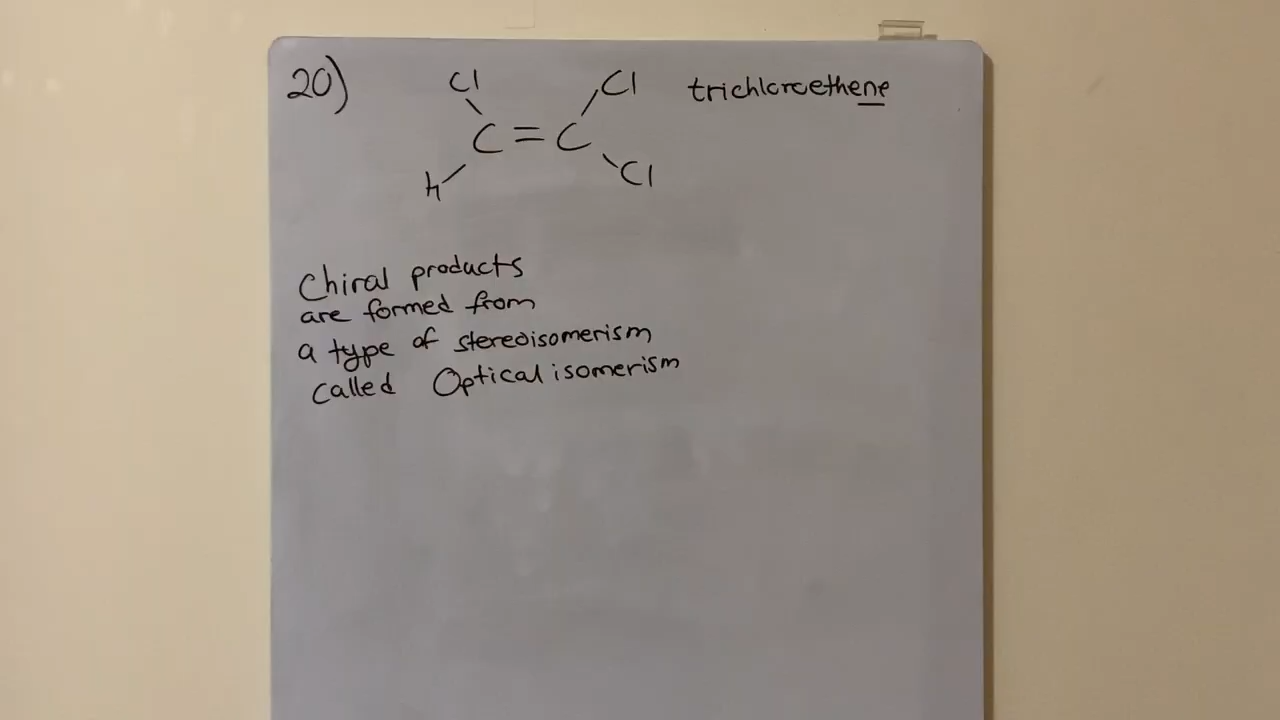 20)
Cl Cl trichloroethene
C = C
H Cl
Chiral products
are formed from
a type of stereoisomerism
called Optical isomerism